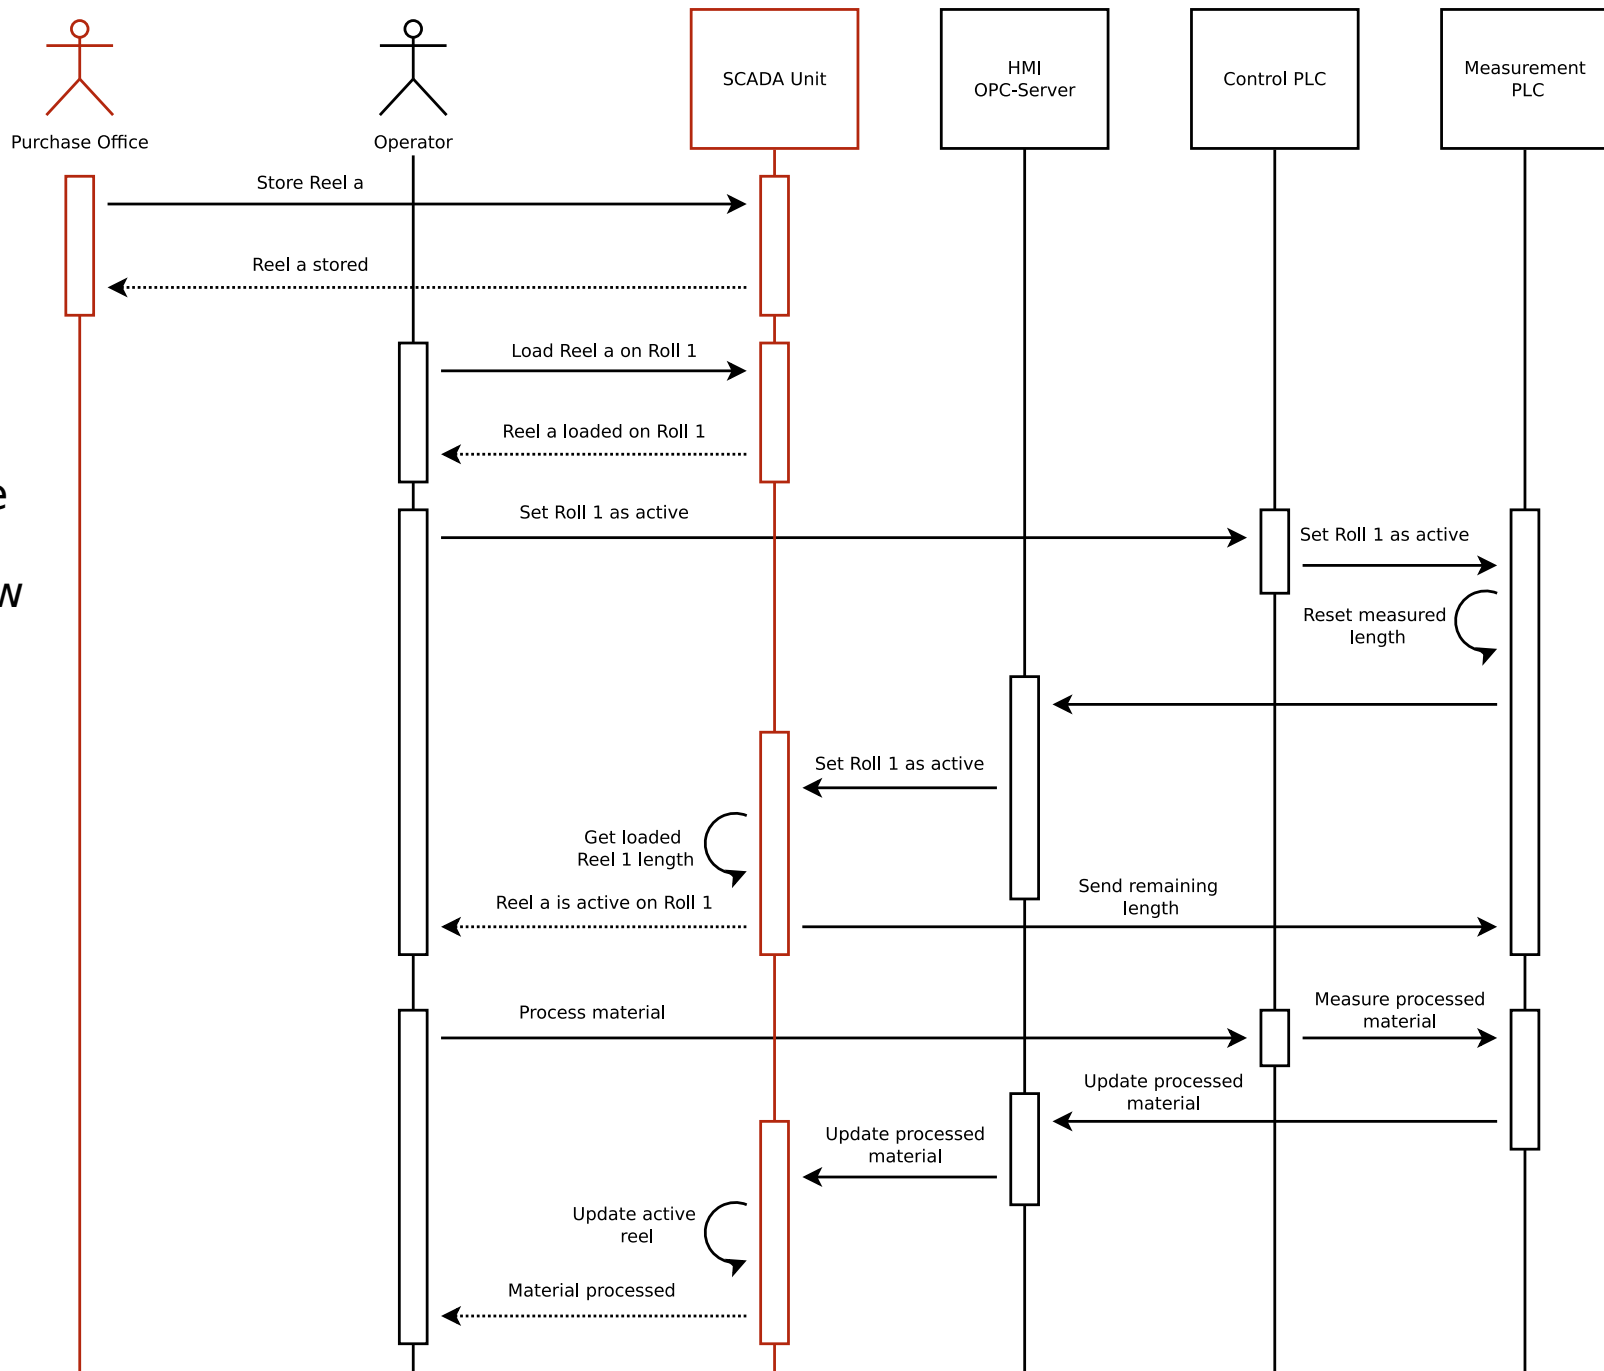 SCADA Unit
HMI
OPC-Server
Control PLC
Measurement
PLC
Purchase Office
Operator
Store Reel a
Reel a stored
Load Reel a on Roll 1
Reel a loaded on Roll 1
e
Set Roll 1 as active
Set Roll 1 as active
w
Reset measured
length
Set Roll 1 as active
Get loaded
Reel 1 length
Reel a is active on Roll 1
Send remaining
length
Process material
Measure processed
material
Update processed
material
Update processed
material
Update active
reel
Material processed